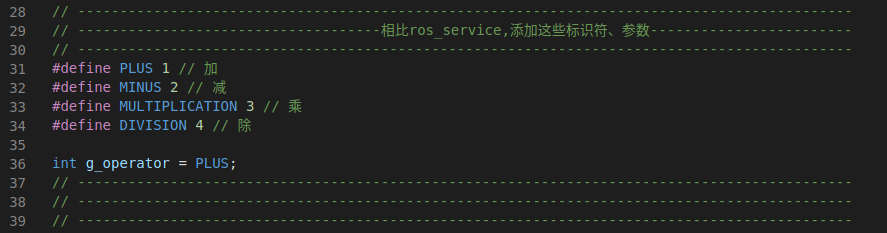 28 // --------------------------------------------------------------------------------------------
29 // ------------------------------------相比ros_service,添加这些标识符、参数------------------------
30 // --------------------------------------------------------------------------------------------
31 #define PLUS 1 // 加
32 #define MINUS 2 // 减
33 #define MULTIPLICATION 3 // 乘
34 #define DIVISION 4 // 除
35
36 int g_operator = PLUS;
37 // --------------------------------------------------------------------------------------------
38 // --------------------------------------------------------------------------------------------
39 // --------------------------------------------------------------------------------------------